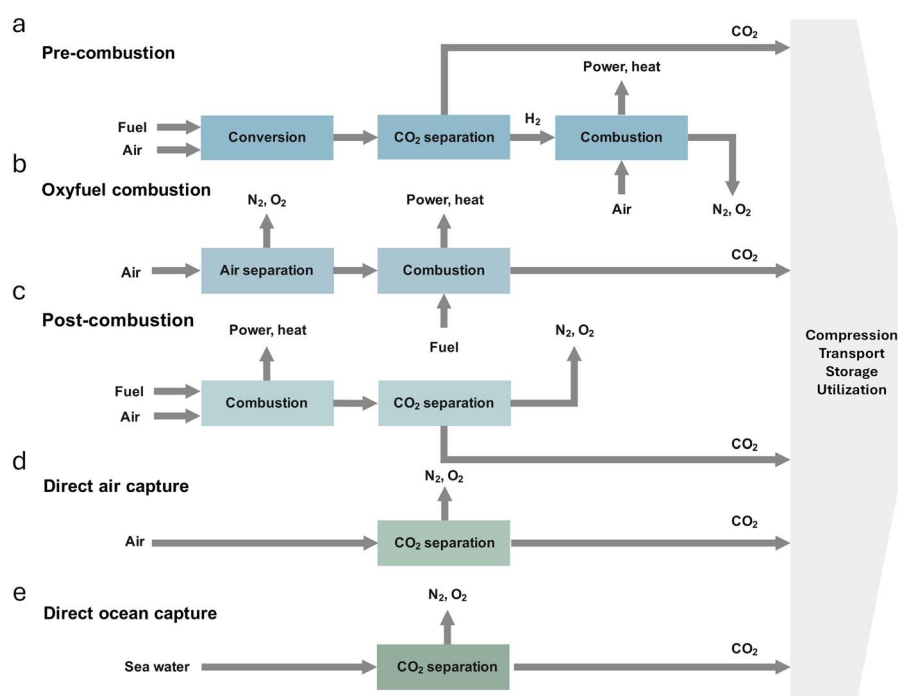 a
Pre-combustion
CO₂
Power, heat
Fuel
Air
Conversion
CO₂ separation
H₂
Combustion
Air
N₂, O₂
b
Oxyfuel combustion
N₂, O₂
Power, heat
Air
Air separation
Combustion
CO₂
Fuel
c
Post-combustion
Power, heat
N₂, O₂
Fuel
Air
Combustion
CO₂ separation
CO₂
d
Direct air capture
N₂, O₂
Air
CO₂ separation
CO₂
e
Direct ocean capture
N₂, O₂
Sea water
CO₂ separation
CO₂
Compression
Transport
Storage
Utilization